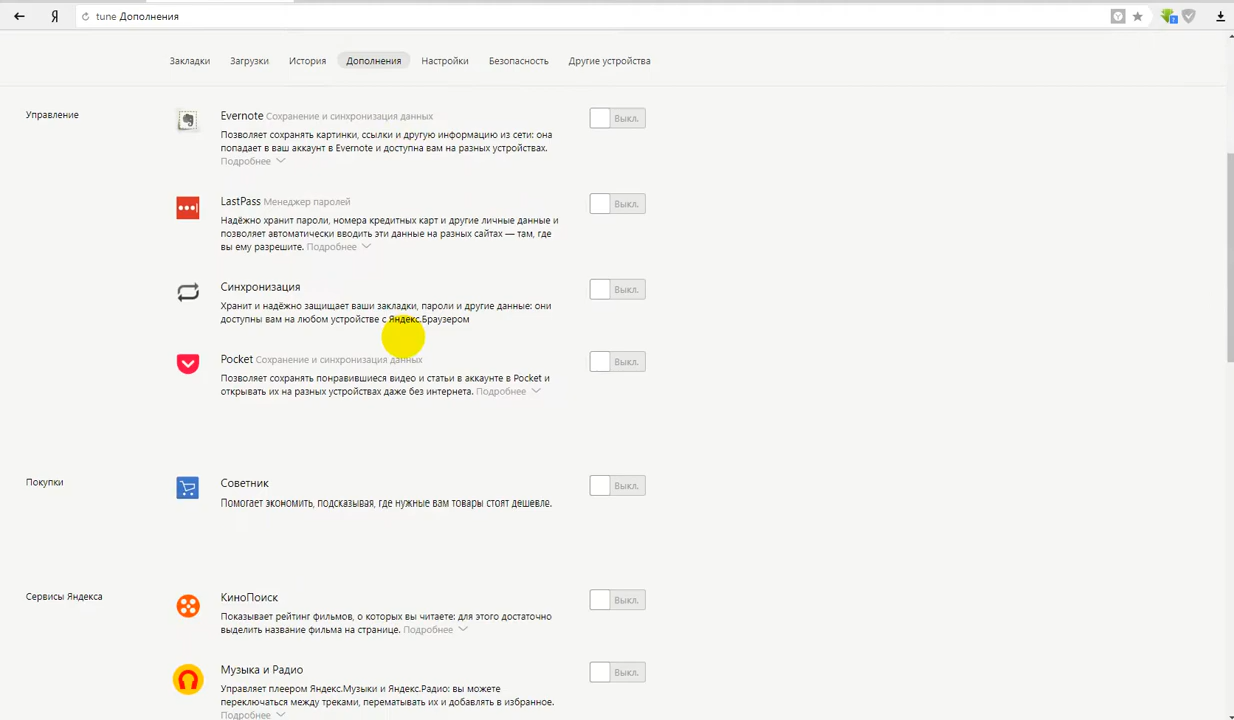 tune Дополнения
Закладки Загрузки История Дополнения Настройки Безопасность Другие устройства
Управление
Evernote Сохранение и синхронизация данных
Выкл.
Позволяет сохранять картинки, ссылки и другую информацию из сети: она
попадает в ваш аккаунт в Evernote и доступна вам на разных устройствах.
Подробнее
LastPass Менеджер паролей
Выкл.
Надёжно хранит пароли, номера кредитных карт и другие личные данные и
позволяет автоматически вводить эти данные на разных сайтах — там, где
вы ему разрешите. Подробнее
Синхронизация
Выкл.
Хранит и надёжно защищает ваши закладки, пароли и другие данные: они
доступны вам на любом устройстве с Яндекс.Браузером
Pocket Сохранение и синхронизация данных
Выкл.
Позволяет сохранять понравившиеся видео и статьи в аккаунте в Pocket и
открывать их на разных устройствах даже без интернета. Подробнее
Покупки
Советник
Выкл.
Помогает экономить, подсказывая, где нужные вам товары стоят дешевле.
Сервисы Яндекса
КиноПоиск
Выкл.
Показывает рейтинг фильмов, о которых вы читаете: для этого достаточно
выделить название фильма на странице. Подробнее
Музыка и Радио
Выкл.
Управляет плеером Яндекс.Музыки и Яндекс.Радио: вы можете
переключаться между треками, перематывать их и добавлять в избранное.
Подробнее